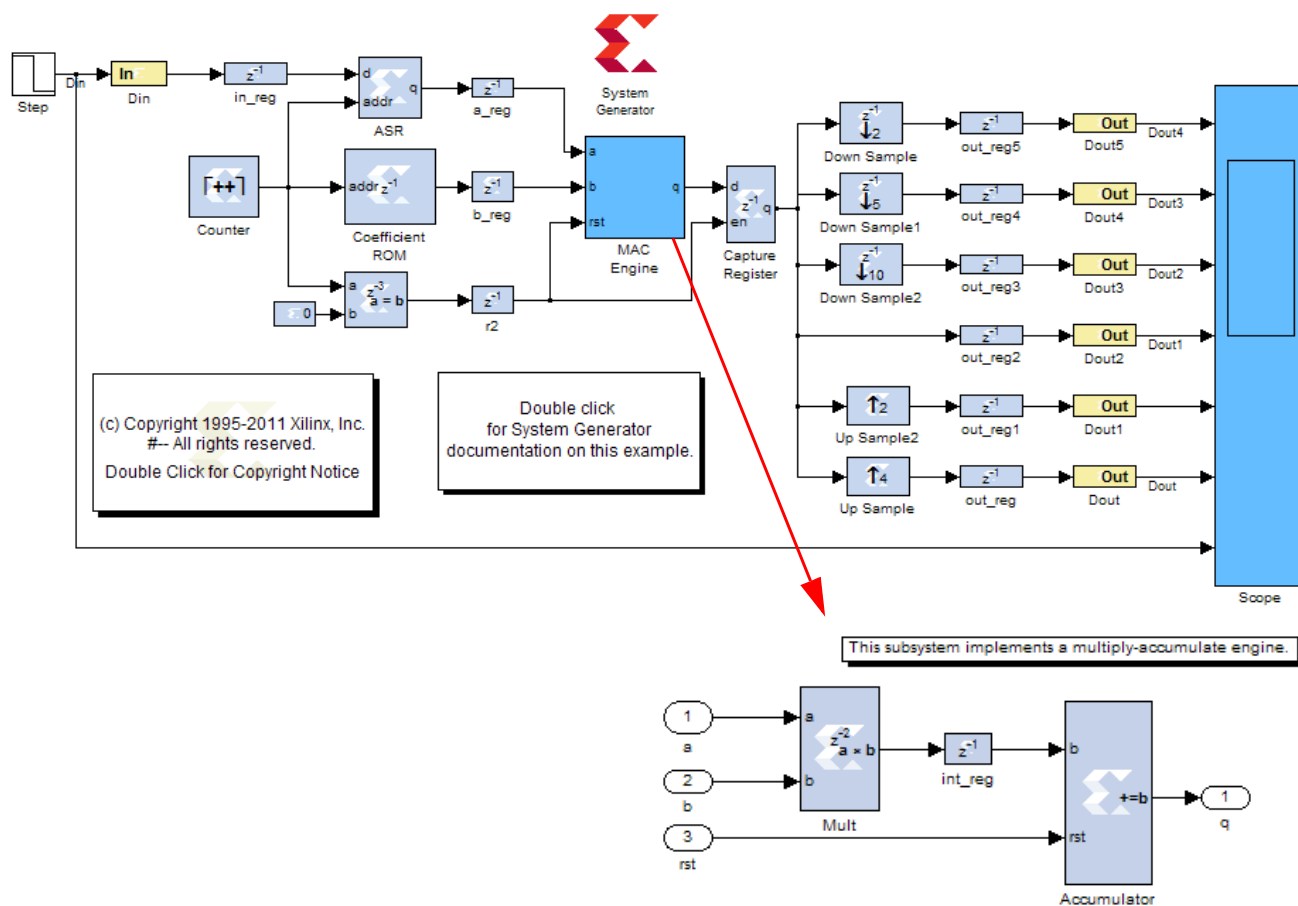 System
Generator
Step
Din
In
Din
z-1
in_reg
d
addr
q
ASR
z-1
a_reg
++
Counter
addr
z-1
Coefficient
ROM
z-1
b_reg
a
b
z-3
a = b
0
z-1
r2
a
b
rst
q
MAC
Engine
d
en
z-1
q
Capture
Register
z-1
↓2
Down Sample
z-1
out_reg5
Out
Dout5
Dout4
z-1
↓5
Down Sample1
z-1
out_reg4
Out
Dout4
Dout3
z-1
↓10
Down Sample2
z-1
out_reg3
Out
Dout3
Dout2
z-1
out_reg2
Out
Dout2
Dout1
↑2
Up Sample2
z-1
out_reg1
Out
Dout1
↑4
Up Sample
z-1
out_reg
Out
Dout
Dout
Scope
(c) Copyright 1995-2011 Xilinx, Inc.
#-- All rights reserved.
Double Click for Copyright Notice
Double click
for System Generator
documentation on this example.
This subsystem implements a multiply-accumulate engine.
1
a
2
b
3
rst
a
b
z-2
a × b
Mult
z-1
int_reg
b
rst
+=b
Accumulator
1
q